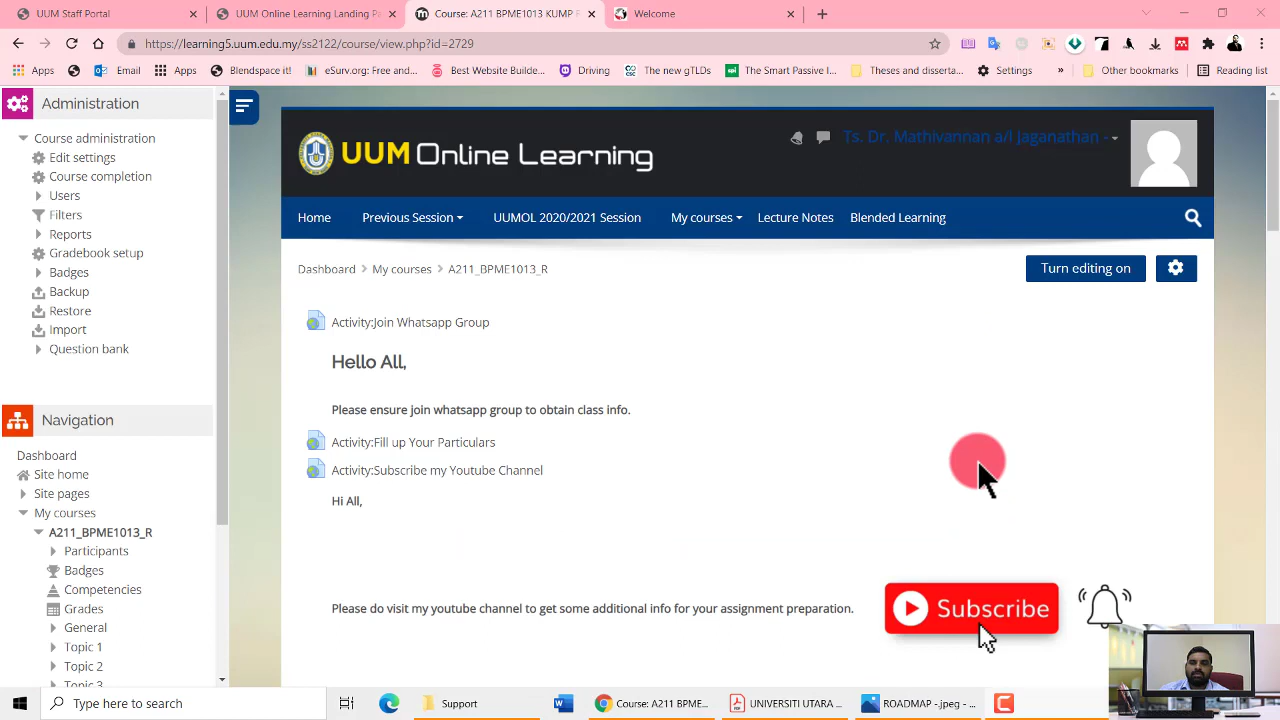 UUM Staff Portal
UUM Online Learning Landing P
Course: A211 BPME1013 KUMP R
Welcome
https://learning5.uum.edu.my/ss2122/course/view.php?id=2729
Apps
ZD
Email
Apps
Blendspace it!
eSurv.org: Free and...
Mobile Website Builde...
Driving
The new gTLDs
The Smart Passive I...
Theses and disserta...
Settings
»
Other bookmarks
Reading list
Administration
Course administration
Edit settings
Course completion
Users
Filters
Reports
Gradebook setup
Badges
Backup
Restore
Import
Question bank
Navigation
Dashboard
Site home
Site pages
My courses
A211_BPME1013_R
Participants
Badges
Competencies
Grades
General
Topic 1
Topic 2
Topic 3
UUM Online Learning
Ts. Dr. Mathivannan a/l Jaganathan -
Home
Previous Session
UUMOL 2020/2021 Session
My courses
Lecture Notes
Blended Learning
Dashboard
My courses
A211_BPME1013_R
Turn editing on
Activity:Join Whatsapp Group
Hello All,
Please ensure join whatsapp group to obtain class info.
Activity:Fill up Your Particulars
Activity:Subscribe my Youtube Channel
Hi All,
Please do visit my youtube channel to get some additional info for your assignment preparation.
Subscribe
Type here to search
SS
Course: A211 BPME...
UNIVERSITI UTARA ...
ROADMAP - jpég, -...